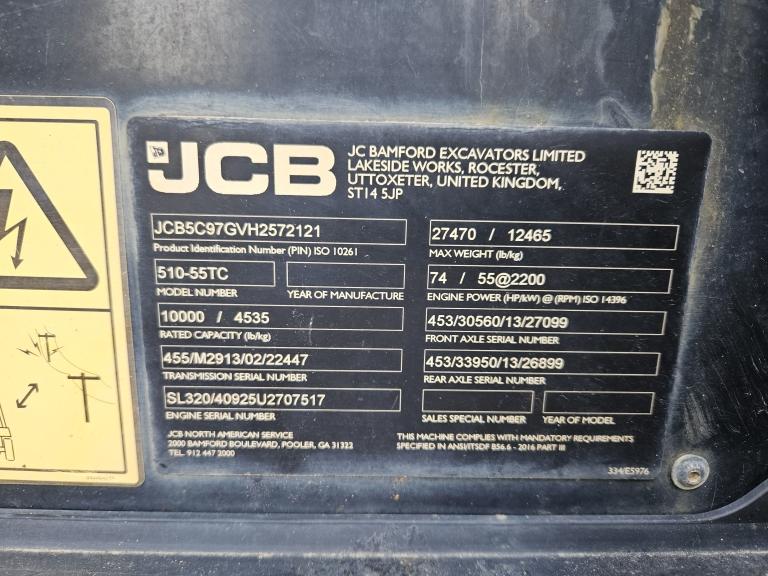 JCB
JC BAMFORD EXCAVATORS LIMITED
LAKESIDE WORKS, ROCESTER,
UTTOXETER, UNITED KINGDOM,
ST14 5JP
JCB5C97GVH2572121
Product Identification Number (PIN) ISO 10261
27470 / 12465
MAX WEIGHT (lb/kg)
510-55TC
MODEL NUMBER
YEAR OF MANUFACTURE
74 / 55@2200
ENGINE POWER (HP/kW) @ (RPM) ISO 14396
10000 / 4535
RATED CAPACITY (lb/kg)
453/30560/13/27099
FRONT AXLE SERIAL NUMBER
455/M2913/02/22447
TRANSMISSION SERIAL NUMBER
453/33950/13/26899
REAR AXLE SERIAL NUMBER
SL320/40925U2707517
ENGINE SERIAL NUMBER
SALES SPECIAL NUMBER
YEAR OF MODEL
JCB NORTH AMERICAN SERVICE
2000 BAMFORD BOULEVARD, POOLER, GA 31322
TEL. 912 447 2000
THIS MACHINE COMPLIES WITH MANDATORY REQUIREMENTS
SPECIFIED IN ANSI/ITSDF B56.6 - 2016 PART III
334/E5976